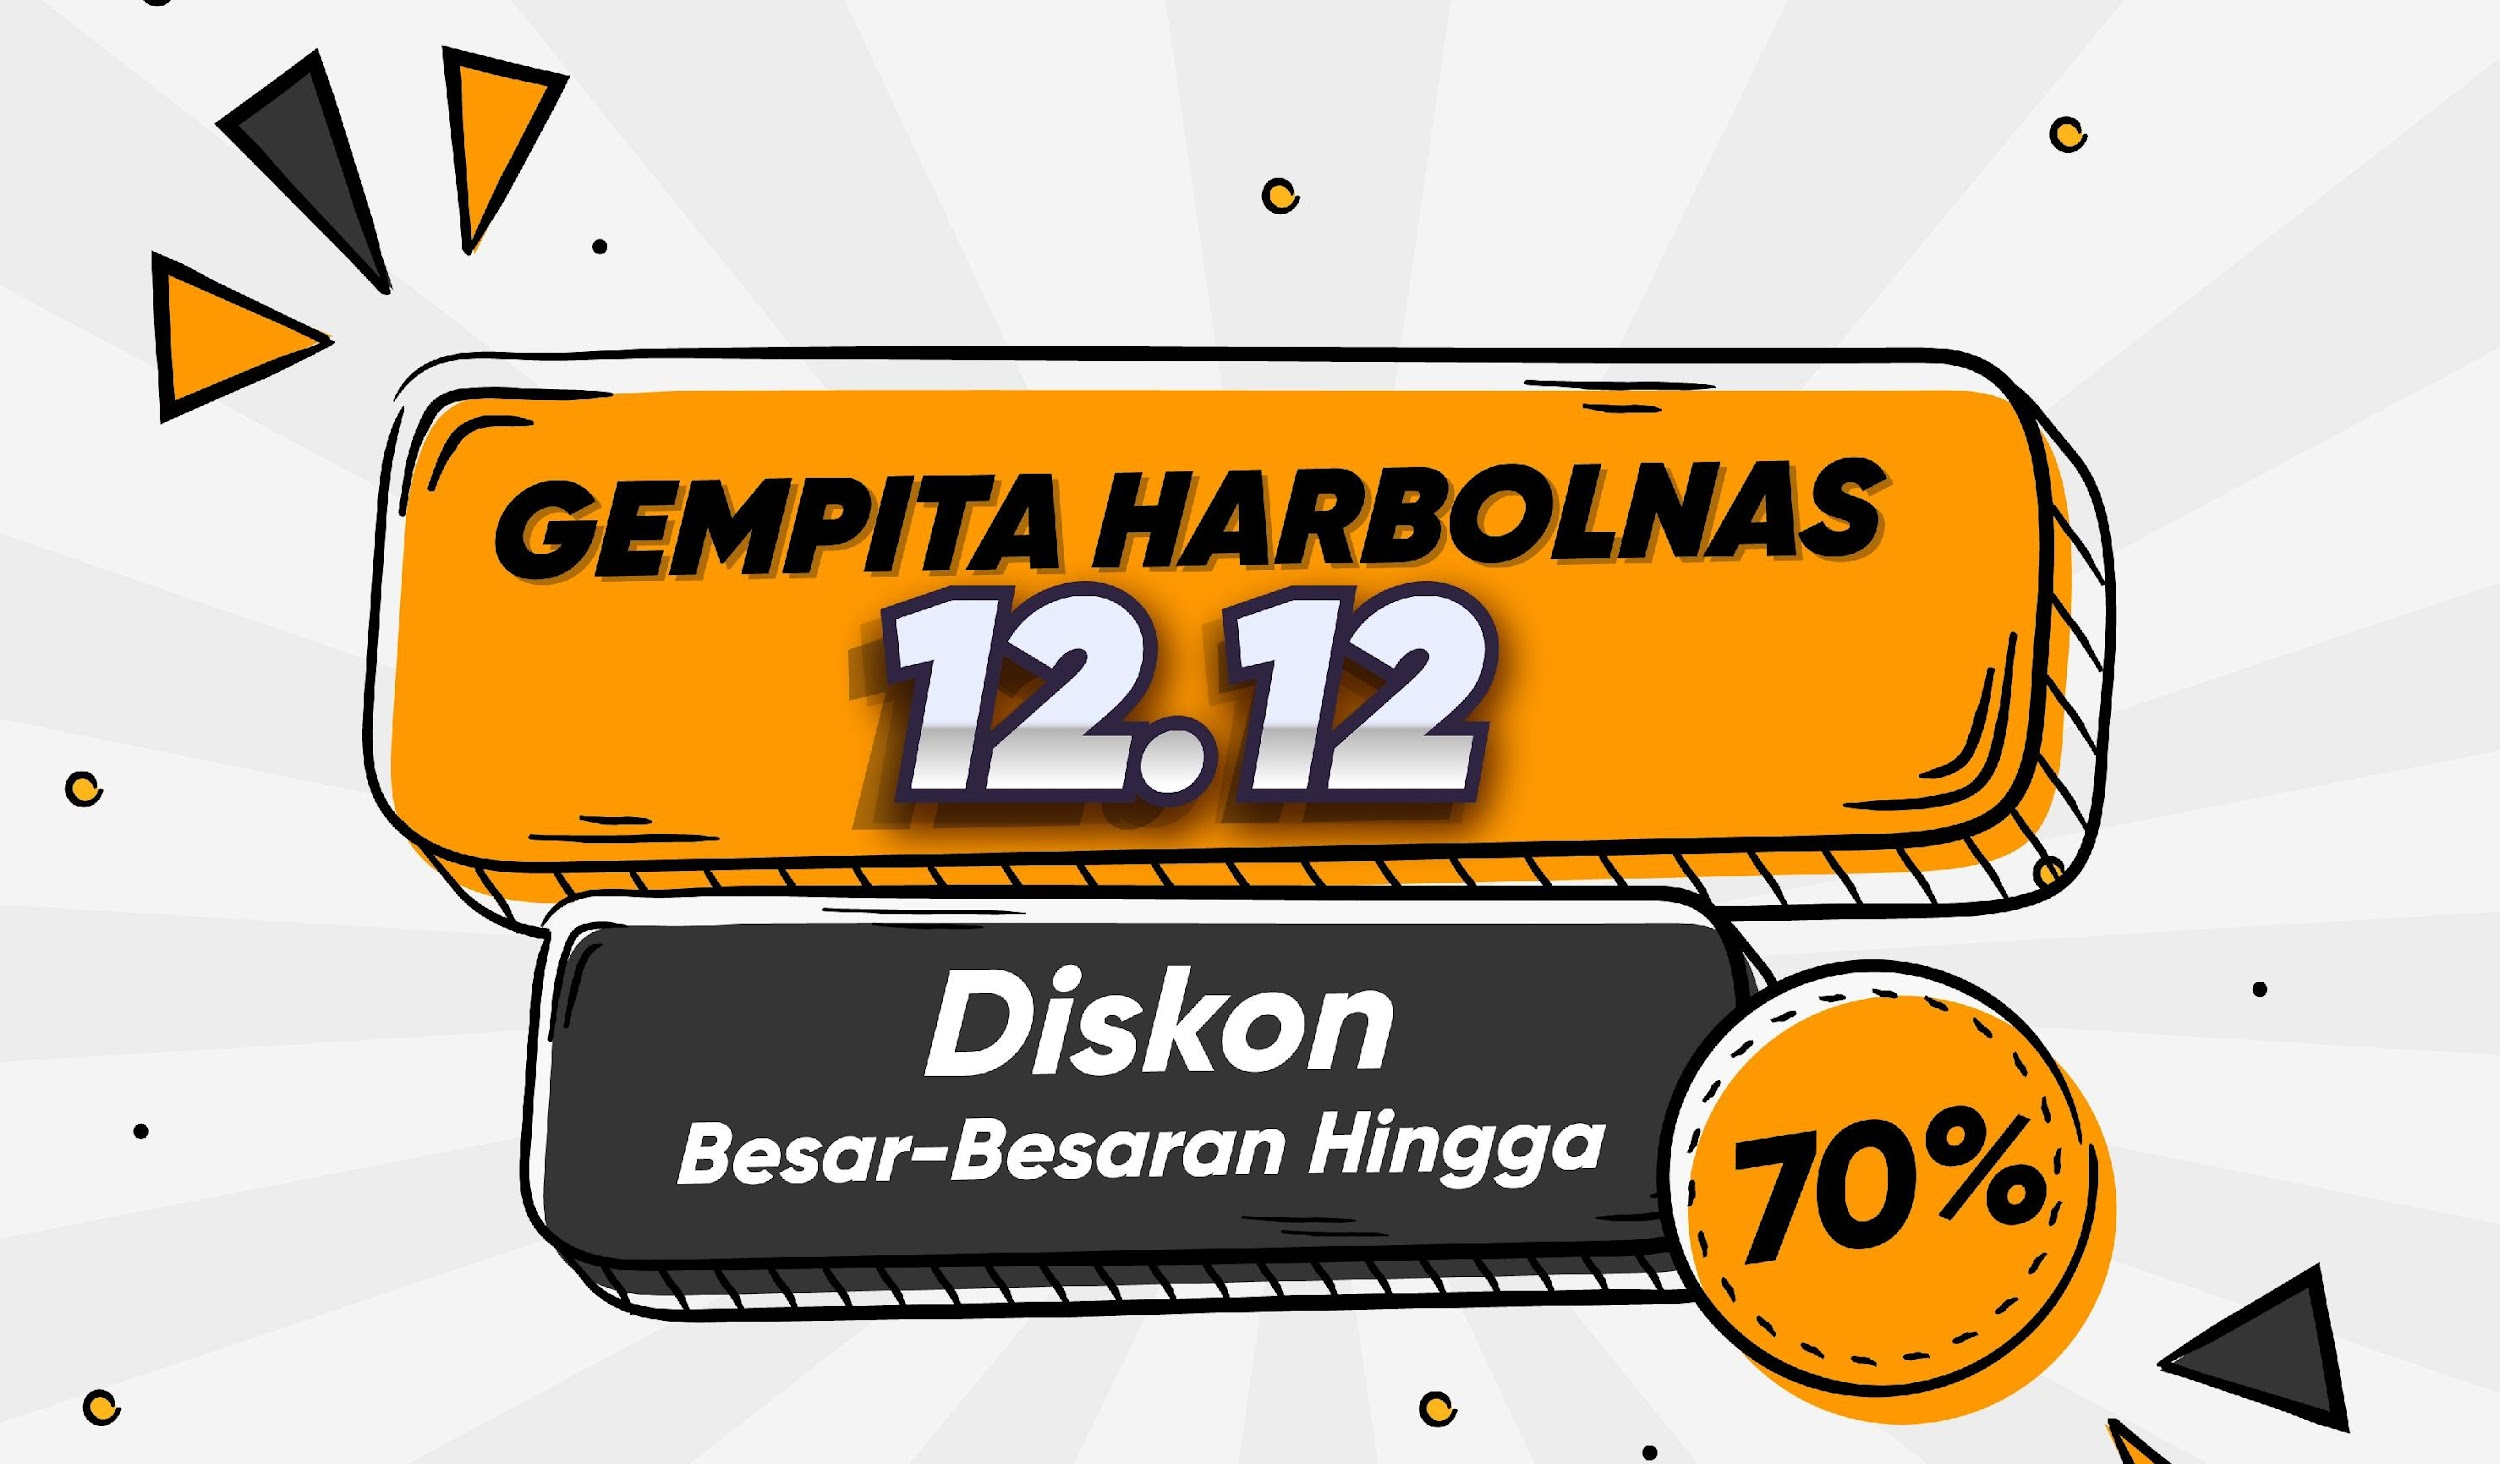 GEMPITA HARBOLNAS
12.12
Diskon
Besar-Besaran Hingga
70%